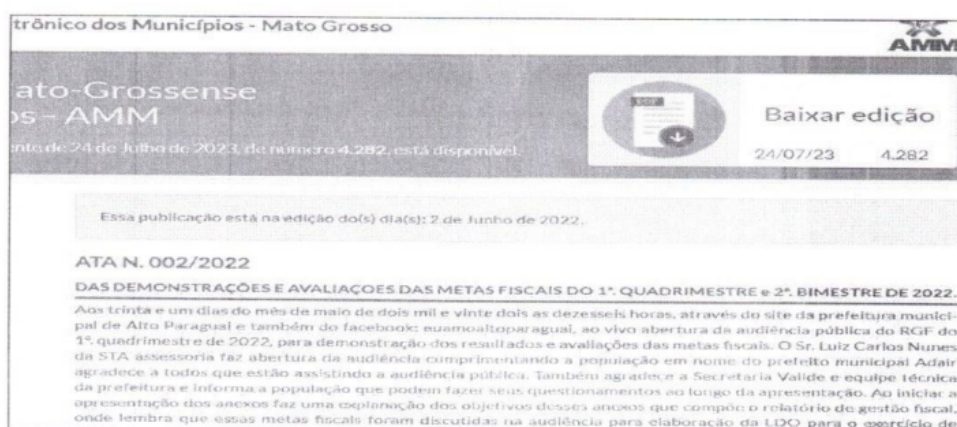 trônico dos Municípios - Mato Grosso
AMM
ato-Grossense -
os - AMM
ente de 24 de Julho de 2023, de número 4.282, está disponível.
PDF
Baixar edição
24/07/23 4.282
Essa publicação está na edição do(s) dia(s): 2 de Junho de 2022.
ATA N. 002/2022
DAS DEMONSTRAÇÕES E AVALIAÇOES DAS METAS FISCAIS DO 1º. QUADRIMESTRE e 2º. BIMESTRE DE 2022.
Aos trinta e um dias do mês de maio de dois mil e vinte dois as dezesseis horas, através do site da prefeitura munici-
pal de Alto Paraguai e também do facebook: euamoaltoparaguai, ao vivo abertura da audiência pública do RGF do
1º. quadrimestre de 2022, para demonstração dos resultados e avaliações das metas fiscais. O Sr. Luiz Carlos Nunes
da STA assessoria faz abertura da audiência cumprimentando a população em nome do prefeito municipal Adair
agradece a todos que estão assistindo a audiência pública. Também agradece a Secretaria Valide e equipe técnica
da prefeitura e informa a população que podem fazer seus questionamentos ao longo da apresentação. Ao iniciar a
apresentação dos anexos faz uma explanação dos objetivos desses anexos que compõe o relatório de gestão fiscal,
onde lembra que essas metas fiscais foram discutidas na audiência para elaboração da LDO para o exercício de